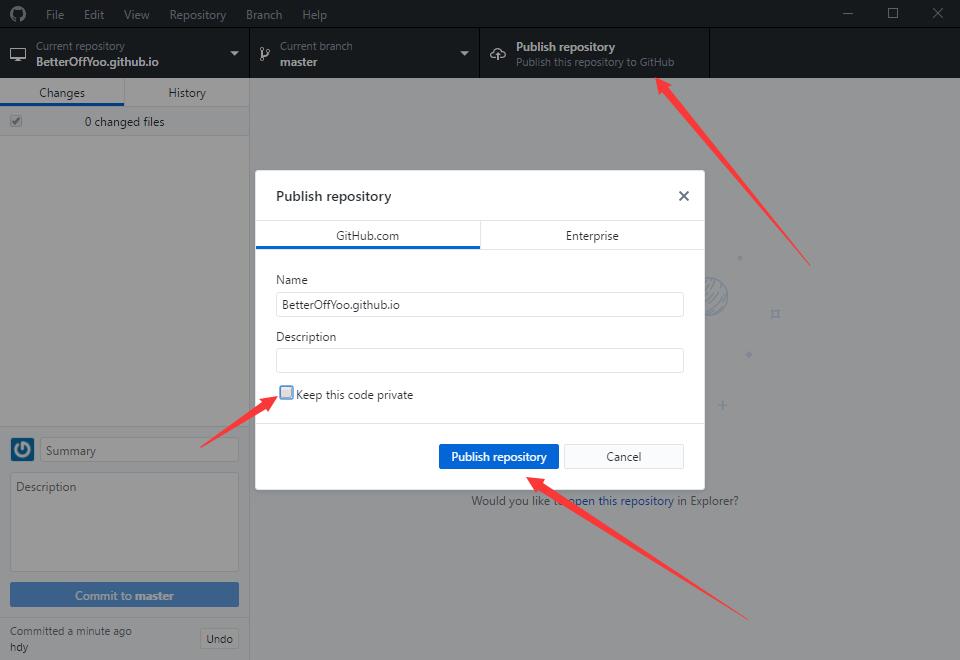 File Edit View Repository Branch Help
Current repository
BetterOffYoo.github.io
Current branch
master
Publish repository
Publish this repository to GitHub
Changes History
0 changed files
Publish repository
GitHub.com Enterprise
Name
BetterOffYoo.github.io
Description
Keep this code private
Publish repository Cancel
Would you like to open this repository in Explorer?
Summary
Description
Commit to master
Committed a minute ago
hdy
Undo